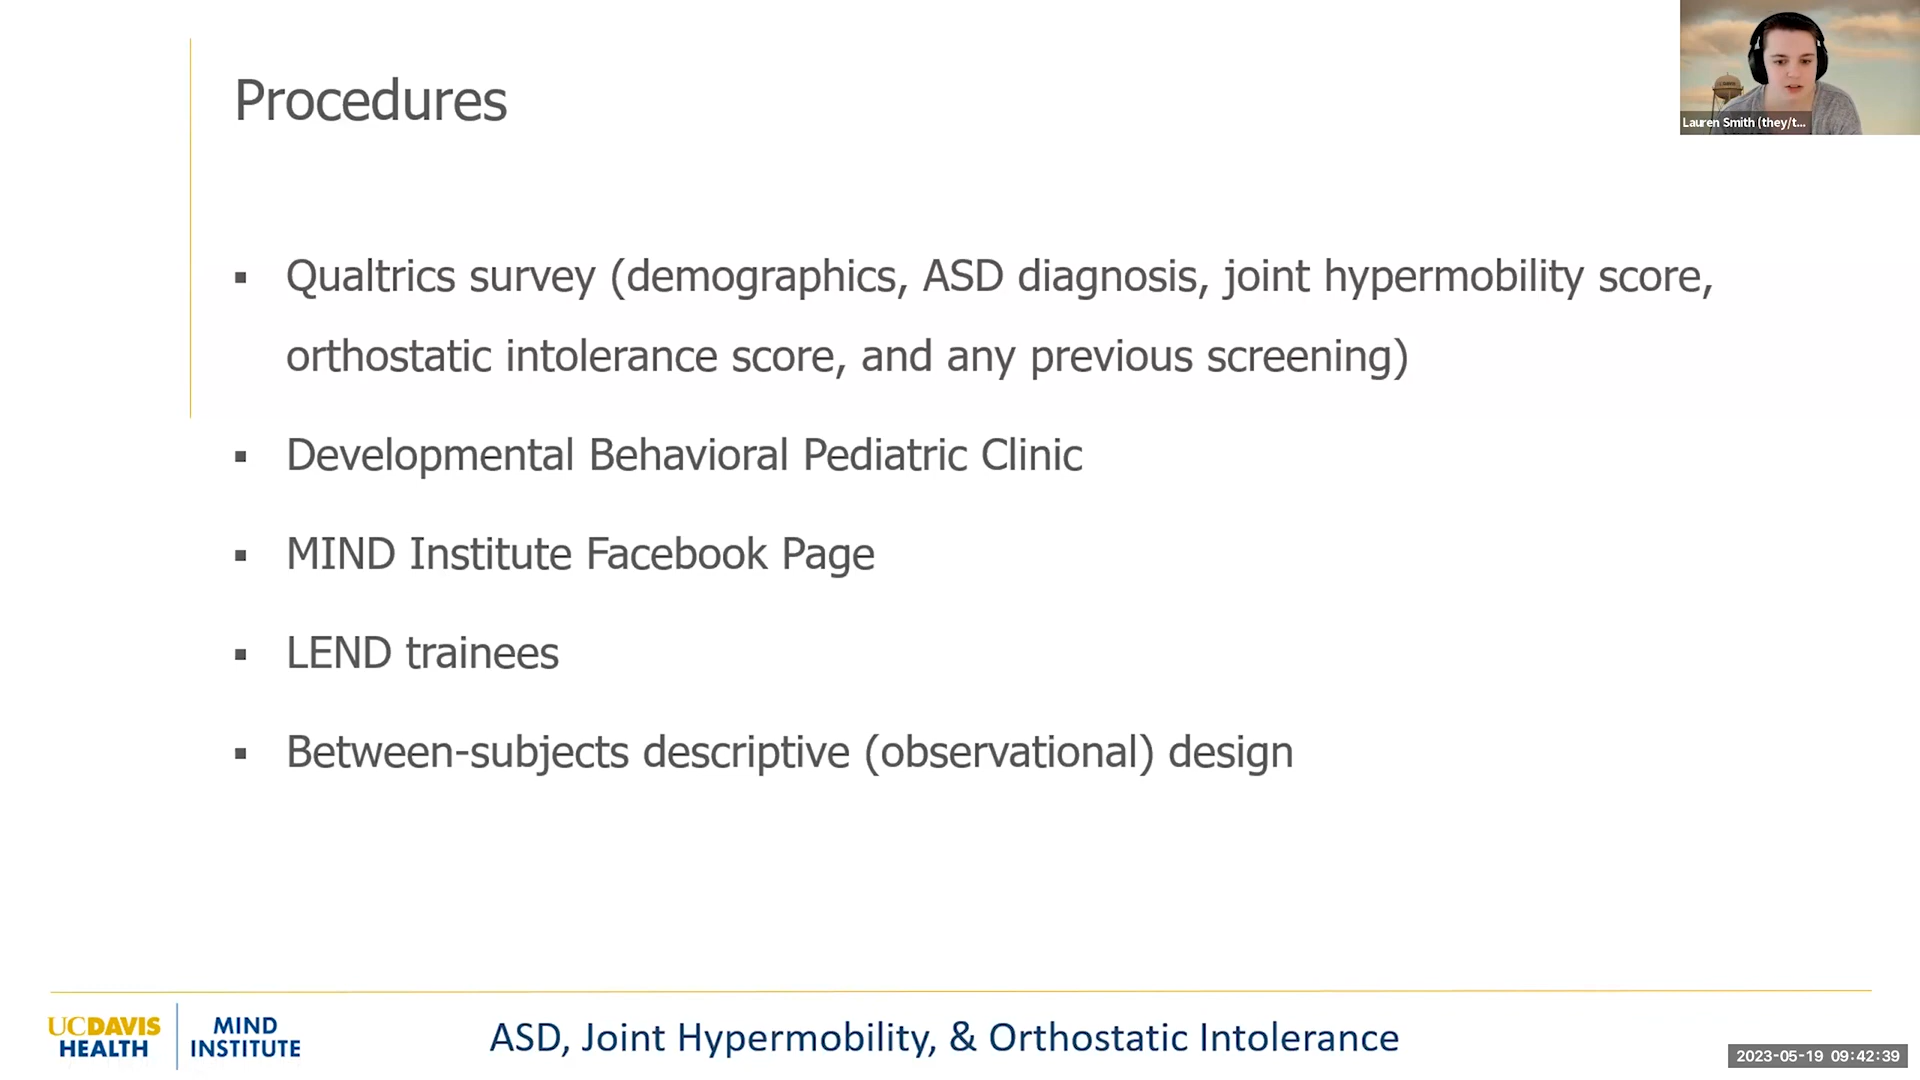 Procedures
Lauren Smith (they/t...
▪ Qualtrics survey (demographics, ASD diagnosis, joint hypermobility score,
orthostatic intolerance score, and any previous screening)
▪ Developmental Behavioral Pediatric Clinic
▪ MIND Institute Facebook Page
▪ LEND trainees
▪ Between-subjects descriptive (observational) design
UCDAVIS
HEALTH
MIND
INSTITUTE
ASD, Joint Hypermobility, & Orthostatic Intolerance
2023-05-19 09:42:39